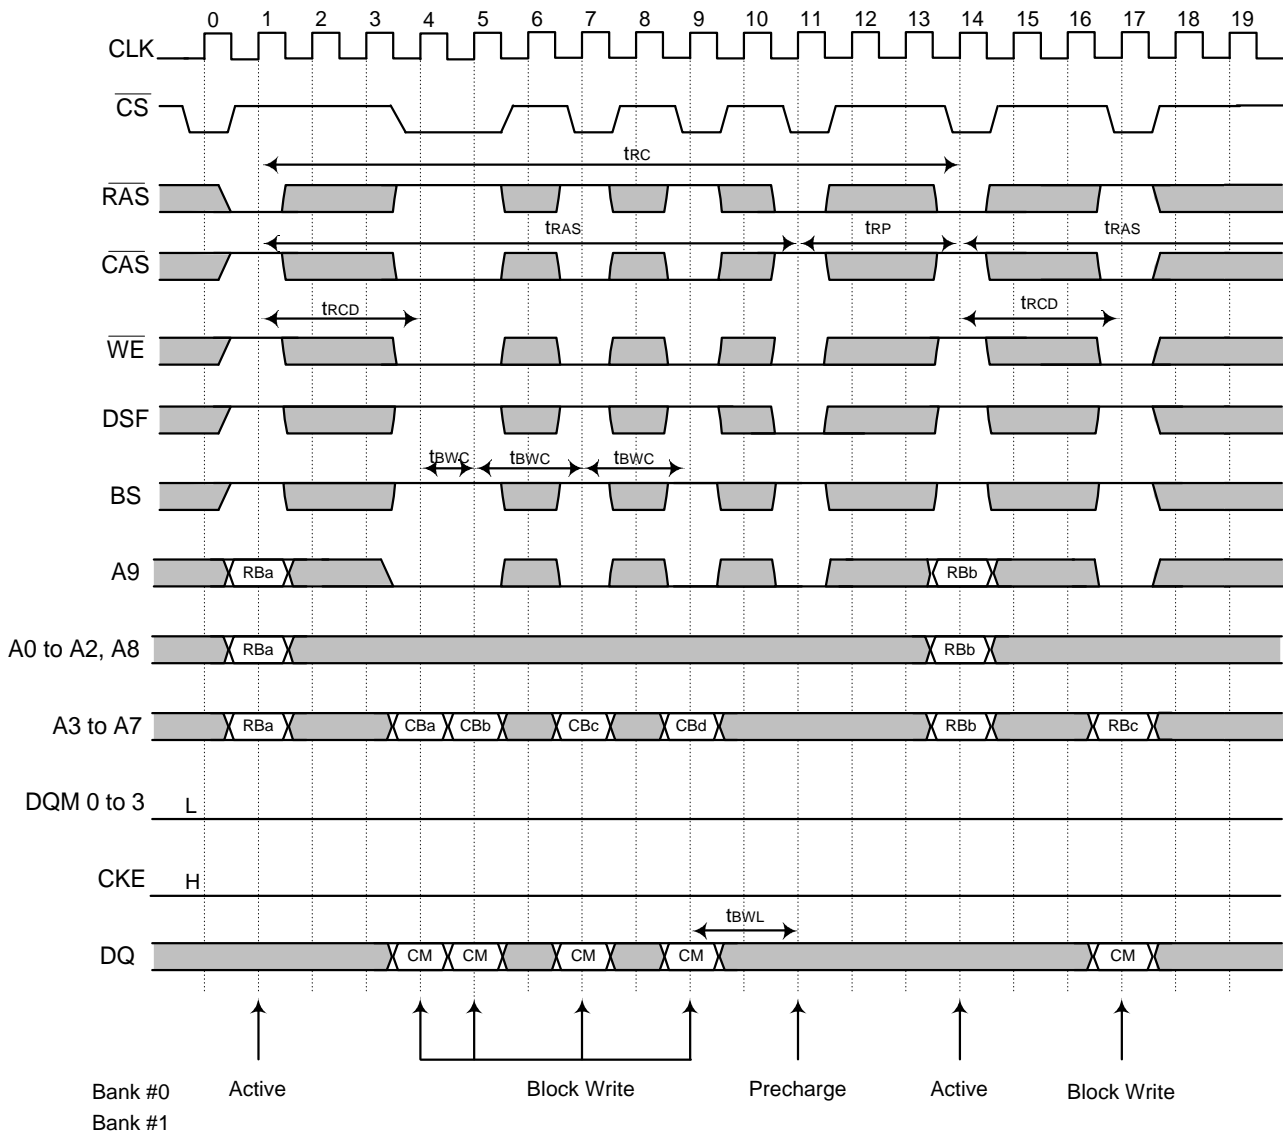 0 1 2 3 4 5 6 7 8 9 10 11 12 13 14 15 16 17 18 19
CLK
CS
tRC
RAS
tRAS tRP tRAS
CAS
tRCD tRCD
WE
DSF
tBWC tBWC tBWC
BS
A9 RBa RBb
A0 to A2, A8 RBa RBb
A3 to A7 RBa CBa CBb CBc CBd RBb RBc
DQM 0 to 3 L
CKE H
tBWL
DQ CM CM CM CM CM
Bank #0 Active Block Write Precharge Active Block Write
Bank #1